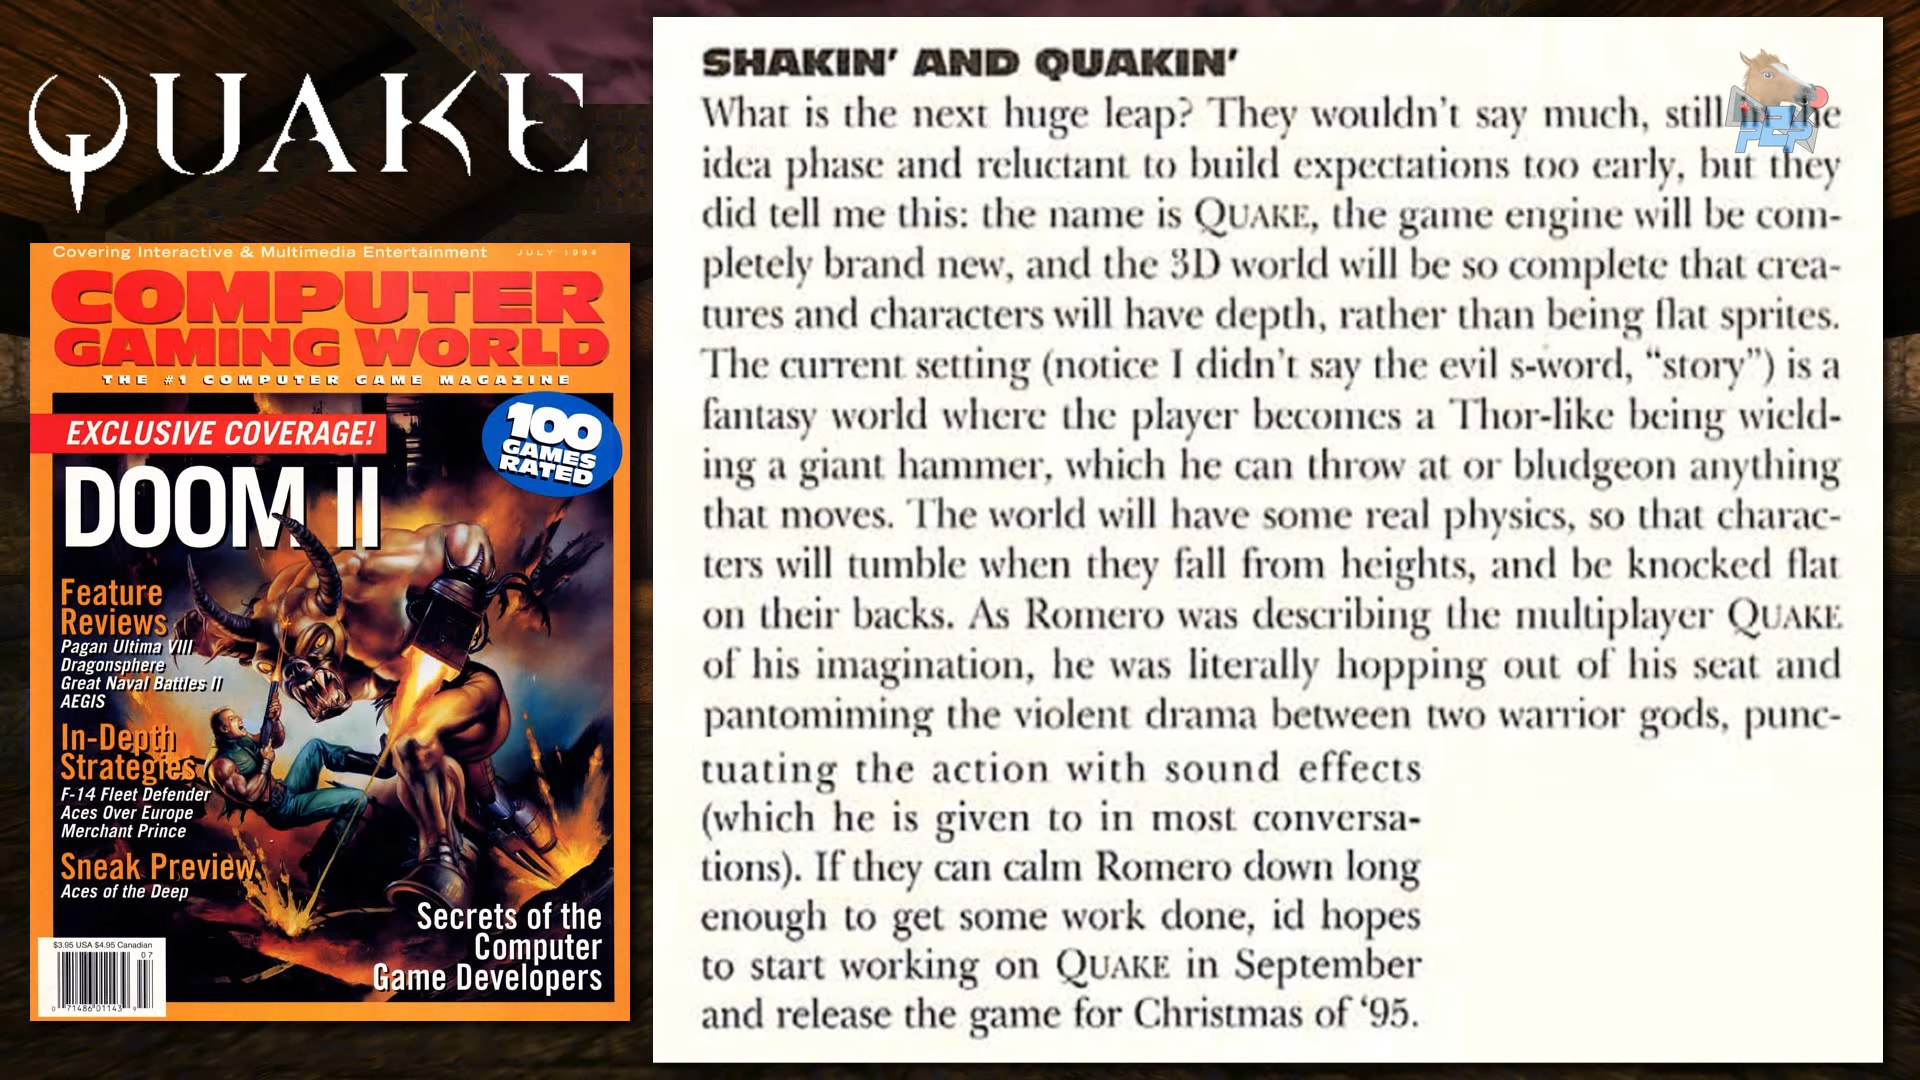 QUAKE
Covering Interactive & Multimedia Entertainment JULY 1994
COMPUTER
GAMING WORLD
THE #1 COMPUTER GAME MAGAZINE
EXCLUSIVE COVERAGE!
100
GAMES
RATED
DOOM II
Feature
Reviews
Pagan Ultima VIII
Dragonsphere
Great Naval Battles II
AEGIS
In-Depth
Strategies
F-14 Fleet Defender
Aces Over Europe
Merchant Prince
Sneak Preview
Aces of the Deep
Secrets of the
Computer
Game Developers
$3.95 USA $4.95 Canadian
07
0 71486 01143 9
SHAKIN' AND QUAKIN'
What is the next huge leap? They wouldn't say much, still
idea phase and reluctant to build expectations too early, but they
did tell me this: the name is QUAKE, the game engine will be com-
pletely brand new, and the 3D world will be so complete that crea-
tures and characters will have depth, rather than being flat sprites.
The current setting (notice I didn't say the evil s-word, “story”) is a
fantasy world where the player becomes a Thor-like being wield-
ing a giant hammer, which he can throw at or bludgeon anything
that moves. The world will have some real physics, so that charac-
ters will tumble when they fall from heights, and be knocked flat
on their backs. As Romero was describing the multiplayer QUAKE
of his imagination, he was literally hopping out of his seat and
pantomiming the violent drama between two warrior gods, punc-
tuating the action with sound effects
(which he is given to in most conversa-
tions). If they can calm Romero down long
enough to get some work done, id hopes
to start working on QUAKE in September
and release the game for Christmas of ‘95.